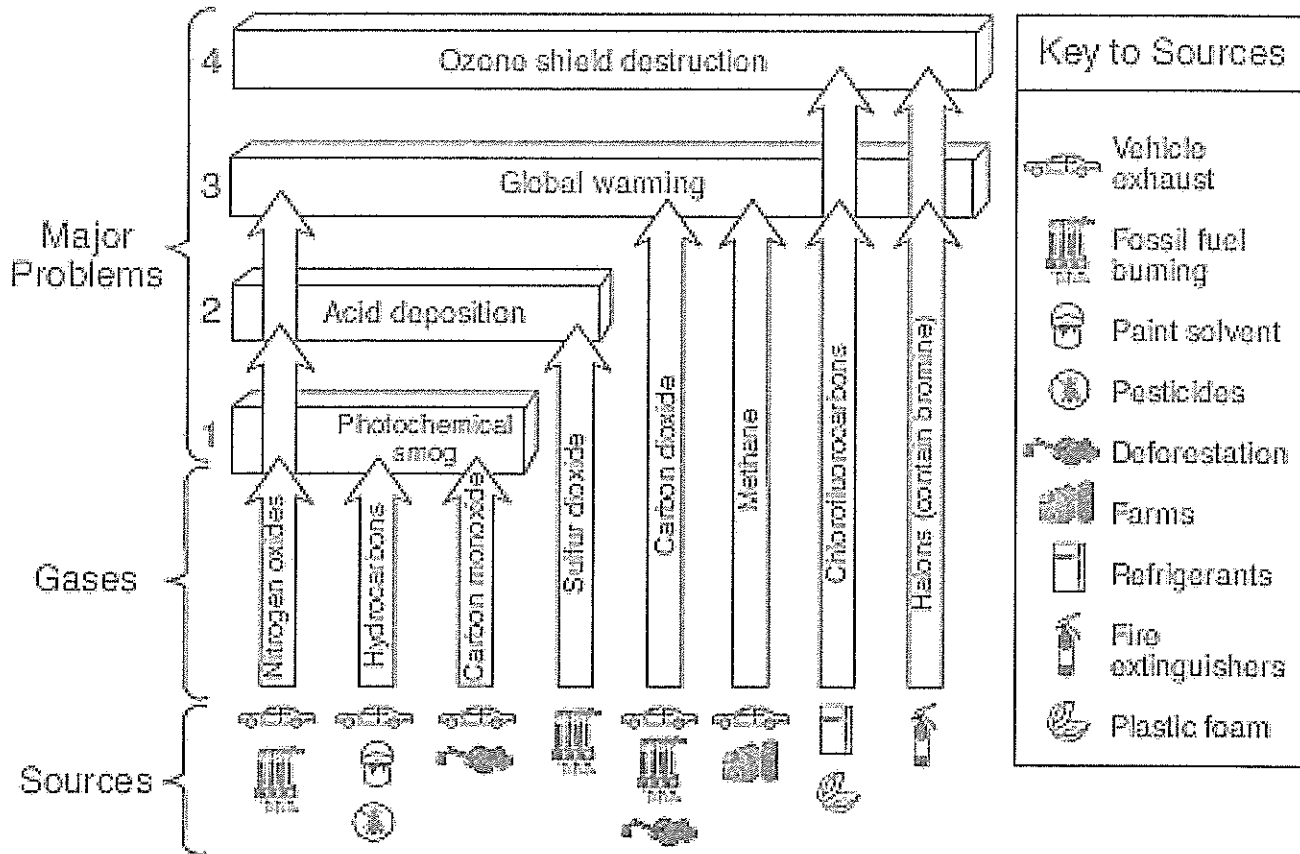 4
Ozone shield destruction
3
Global warming
Major
Problems
2
Acid deposition
1
Photochemical
smog
Gases
Nitrogen oxides
Hydrocarbons
Carbon monoxide
Sulfur dioxide
Carbon dioxide
Methane
Chlorofluorocarbons
Halons (contain bromine)
Sources
Key to Sources
Vehicle
exhaust
Fossil fuel
burning
Paint solvent
Pesticides
Deforestation
Farms
Refrigerants
Fire
extinguishers
Plastic foam